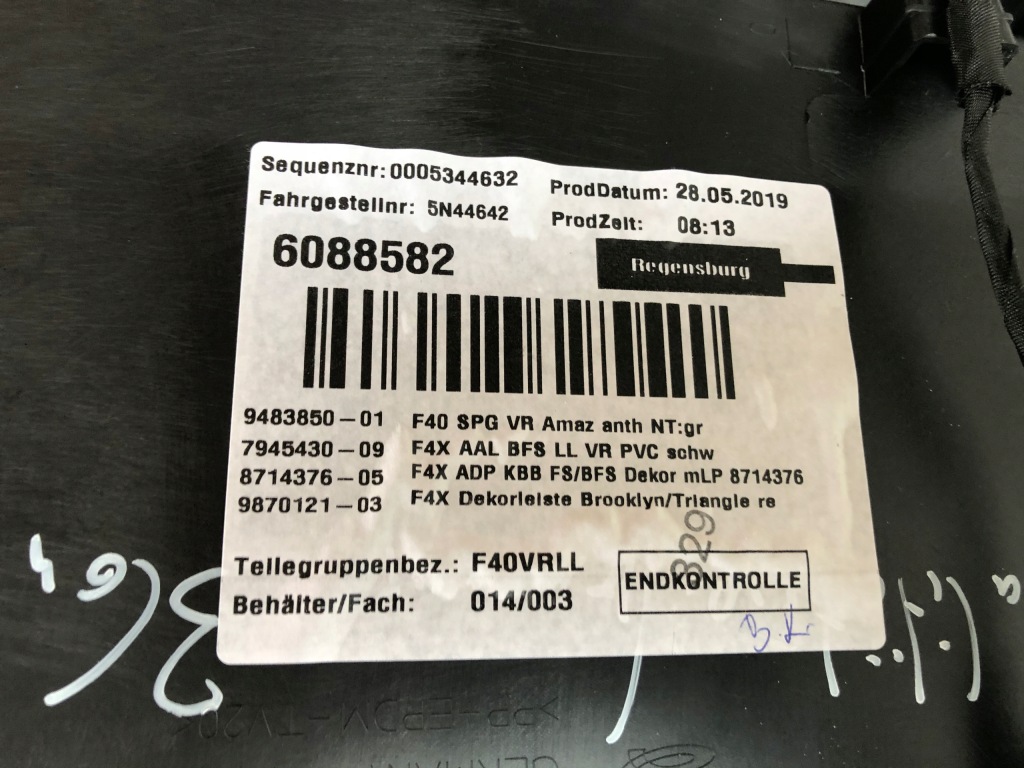 Sequenznr: 0005344632
ProdDatum: 28.05.2019
Fahrgestellnr: 5N44642
ProdZeit: 08:13
6088582
Regensburg
9483850-01 F40 SPG VR Amaz anth NT:gr
7945430-09 F4X AAL BFS LL VR PVC schw
8714376-05 F4X ADP KBB FS/BFS Dekor mLP 8714376
9870121-03 F4X Dekorleiste Brooklyn/Triangle re
829
Teilegruppenbez.: F40VRLL
ENDKONTROLLE
Behälter/Fach: 014/003